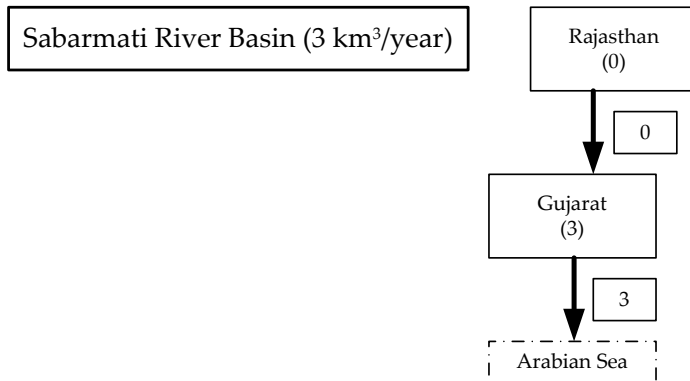 Sabarmati River Basin (3 km³/year)
Rajasthan
(0)
0
Gujarat
(3)
3
Arabian Sea